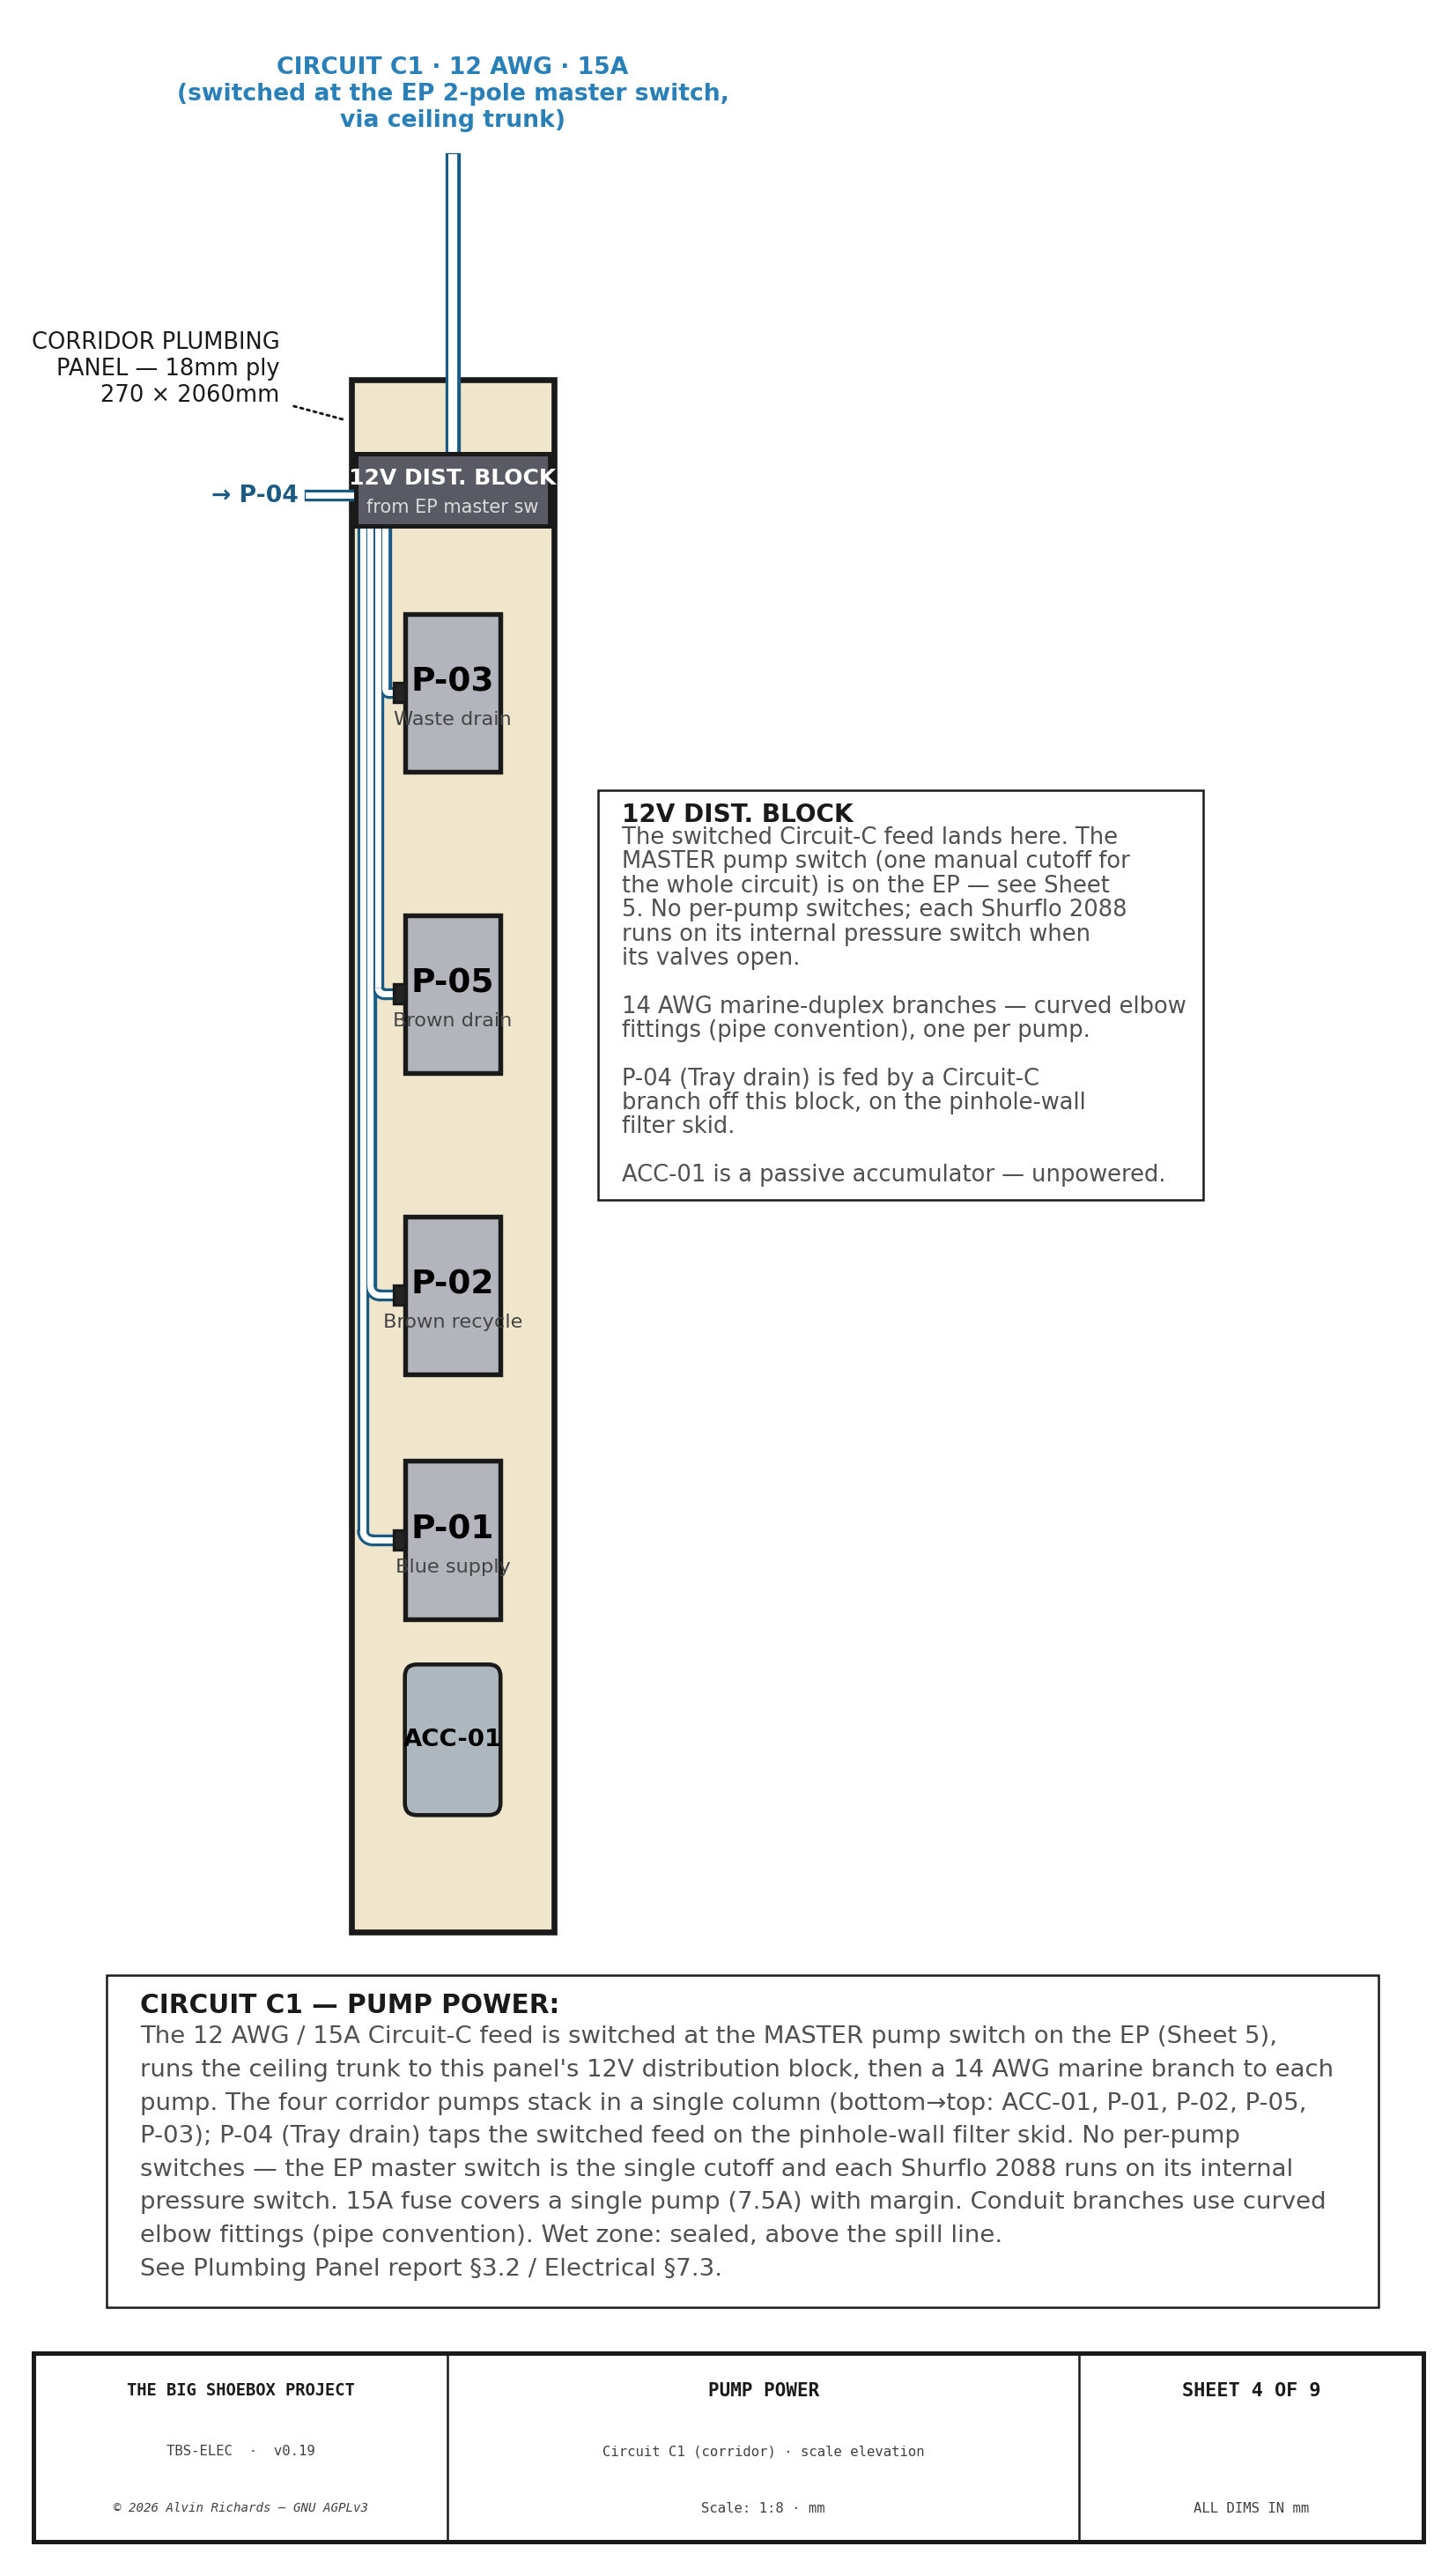 CIRCUIT C1 · 12 AWG · 15A
(switched at the EP 2-pole master switch,
via ceiling trunk)
CORRIDOR PLUMBING
PANEL — 18mm ply
270 × 2060mm
12V DIST. BLOCK
from EP master sw
→ P-04
P-03
Waste drain
P-05
Brown drain
P-02
Brown recycle
P-01
Blue supply
ACC-01
12V DIST. BLOCK
The switched Circuit-C feed lands here. The
MASTER pump switch (one manual cutoff for
the whole circuit) is on the EP — see Sheet
5. No per-pump switches; each Shurflo 2088
runs on its internal pressure switch when
its valves open.
14 AWG marine-duplex branches — curved elbow
fittings (pipe convention), one per pump.
P-04 (Tray drain) is fed by a Circuit-C
branch off this block, on the pinhole-wall
filter skid.
ACC-01 is a passive accumulator — unpowered.
CIRCUIT C1 — PUMP POWER:
The 12 AWG / 15A Circuit-C feed is switched at the MASTER pump switch on the EP (Sheet 5),
runs the ceiling trunk to this panel's 12V distribution block, then a 14 AWG marine branch to each
pump. The four corridor pumps stack in a single column (bottom→top: ACC-01, P-01, P-02, P-05,
P-03); P-04 (Tray drain) taps the switched feed on the pinhole-wall filter skid. No per-pump
switches — the EP master switch is the single cutoff and each Shurflo 2088 runs on its internal
pressure switch. 15A fuse covers a single pump (7.5A) with margin. Conduit branches use curved
elbow fittings (pipe convention). Wet zone: sealed, above the spill line.
See Plumbing Panel report §3.2 / Electrical §7.3.
THE BIG SHOEBOX PROJECT
TBS-ELEC · v0.19
© 2026 Alvin Richards — GNU AGPLv3
PUMP POWER
Circuit C1 (corridor) · scale elevation
Scale: 1:8 · mm
SHEET 4 OF 9
ALL DIMS IN mm